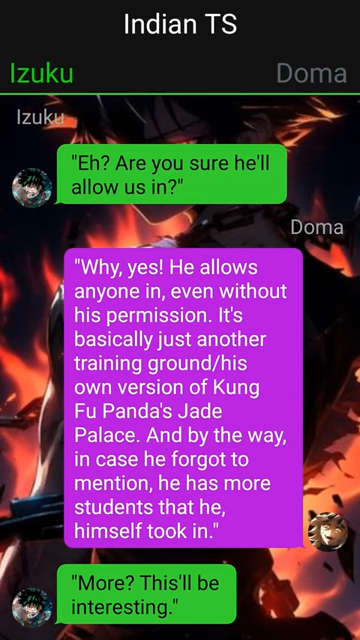 Indian TS
Izuku
Doma
Izuku
"Eh? Are you sure he'll
allow us in?"
Doma
"Why, yes! He allows
anyone in, even without
his permission. It's
basically just another
training ground/his
own version of Kung
Fu Panda's Jade
Palace. And by the way,
in case he forgot to
mention, he has more
students that he,
himself took in."
"More? This'll be
interesting."